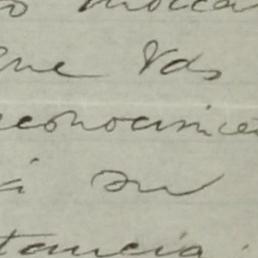 que Vds
reconocimien
á su
tancia.